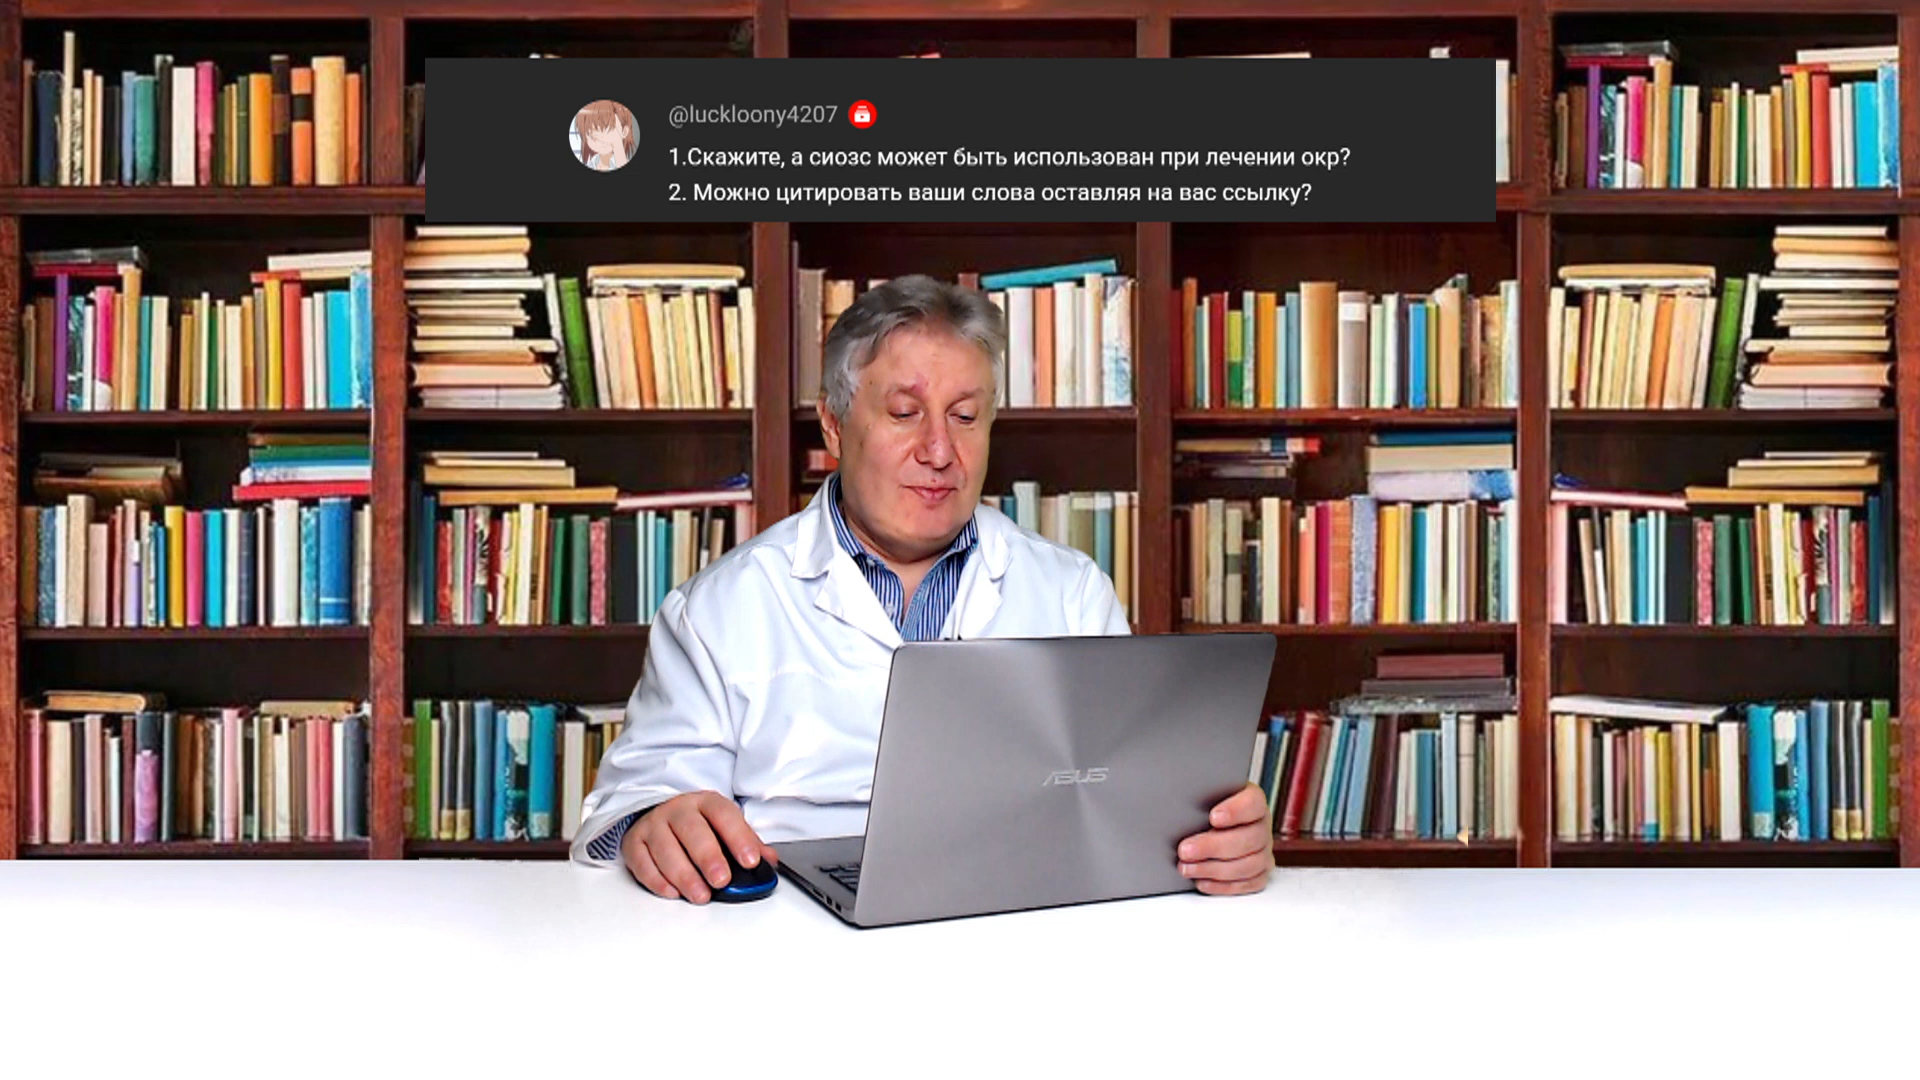 @luckloony4207
1.Скажите, а сиозс может быть использован при лечении окр?
2. Можно цитировать ваши слова оставляя на вас ссылку?
ASUS